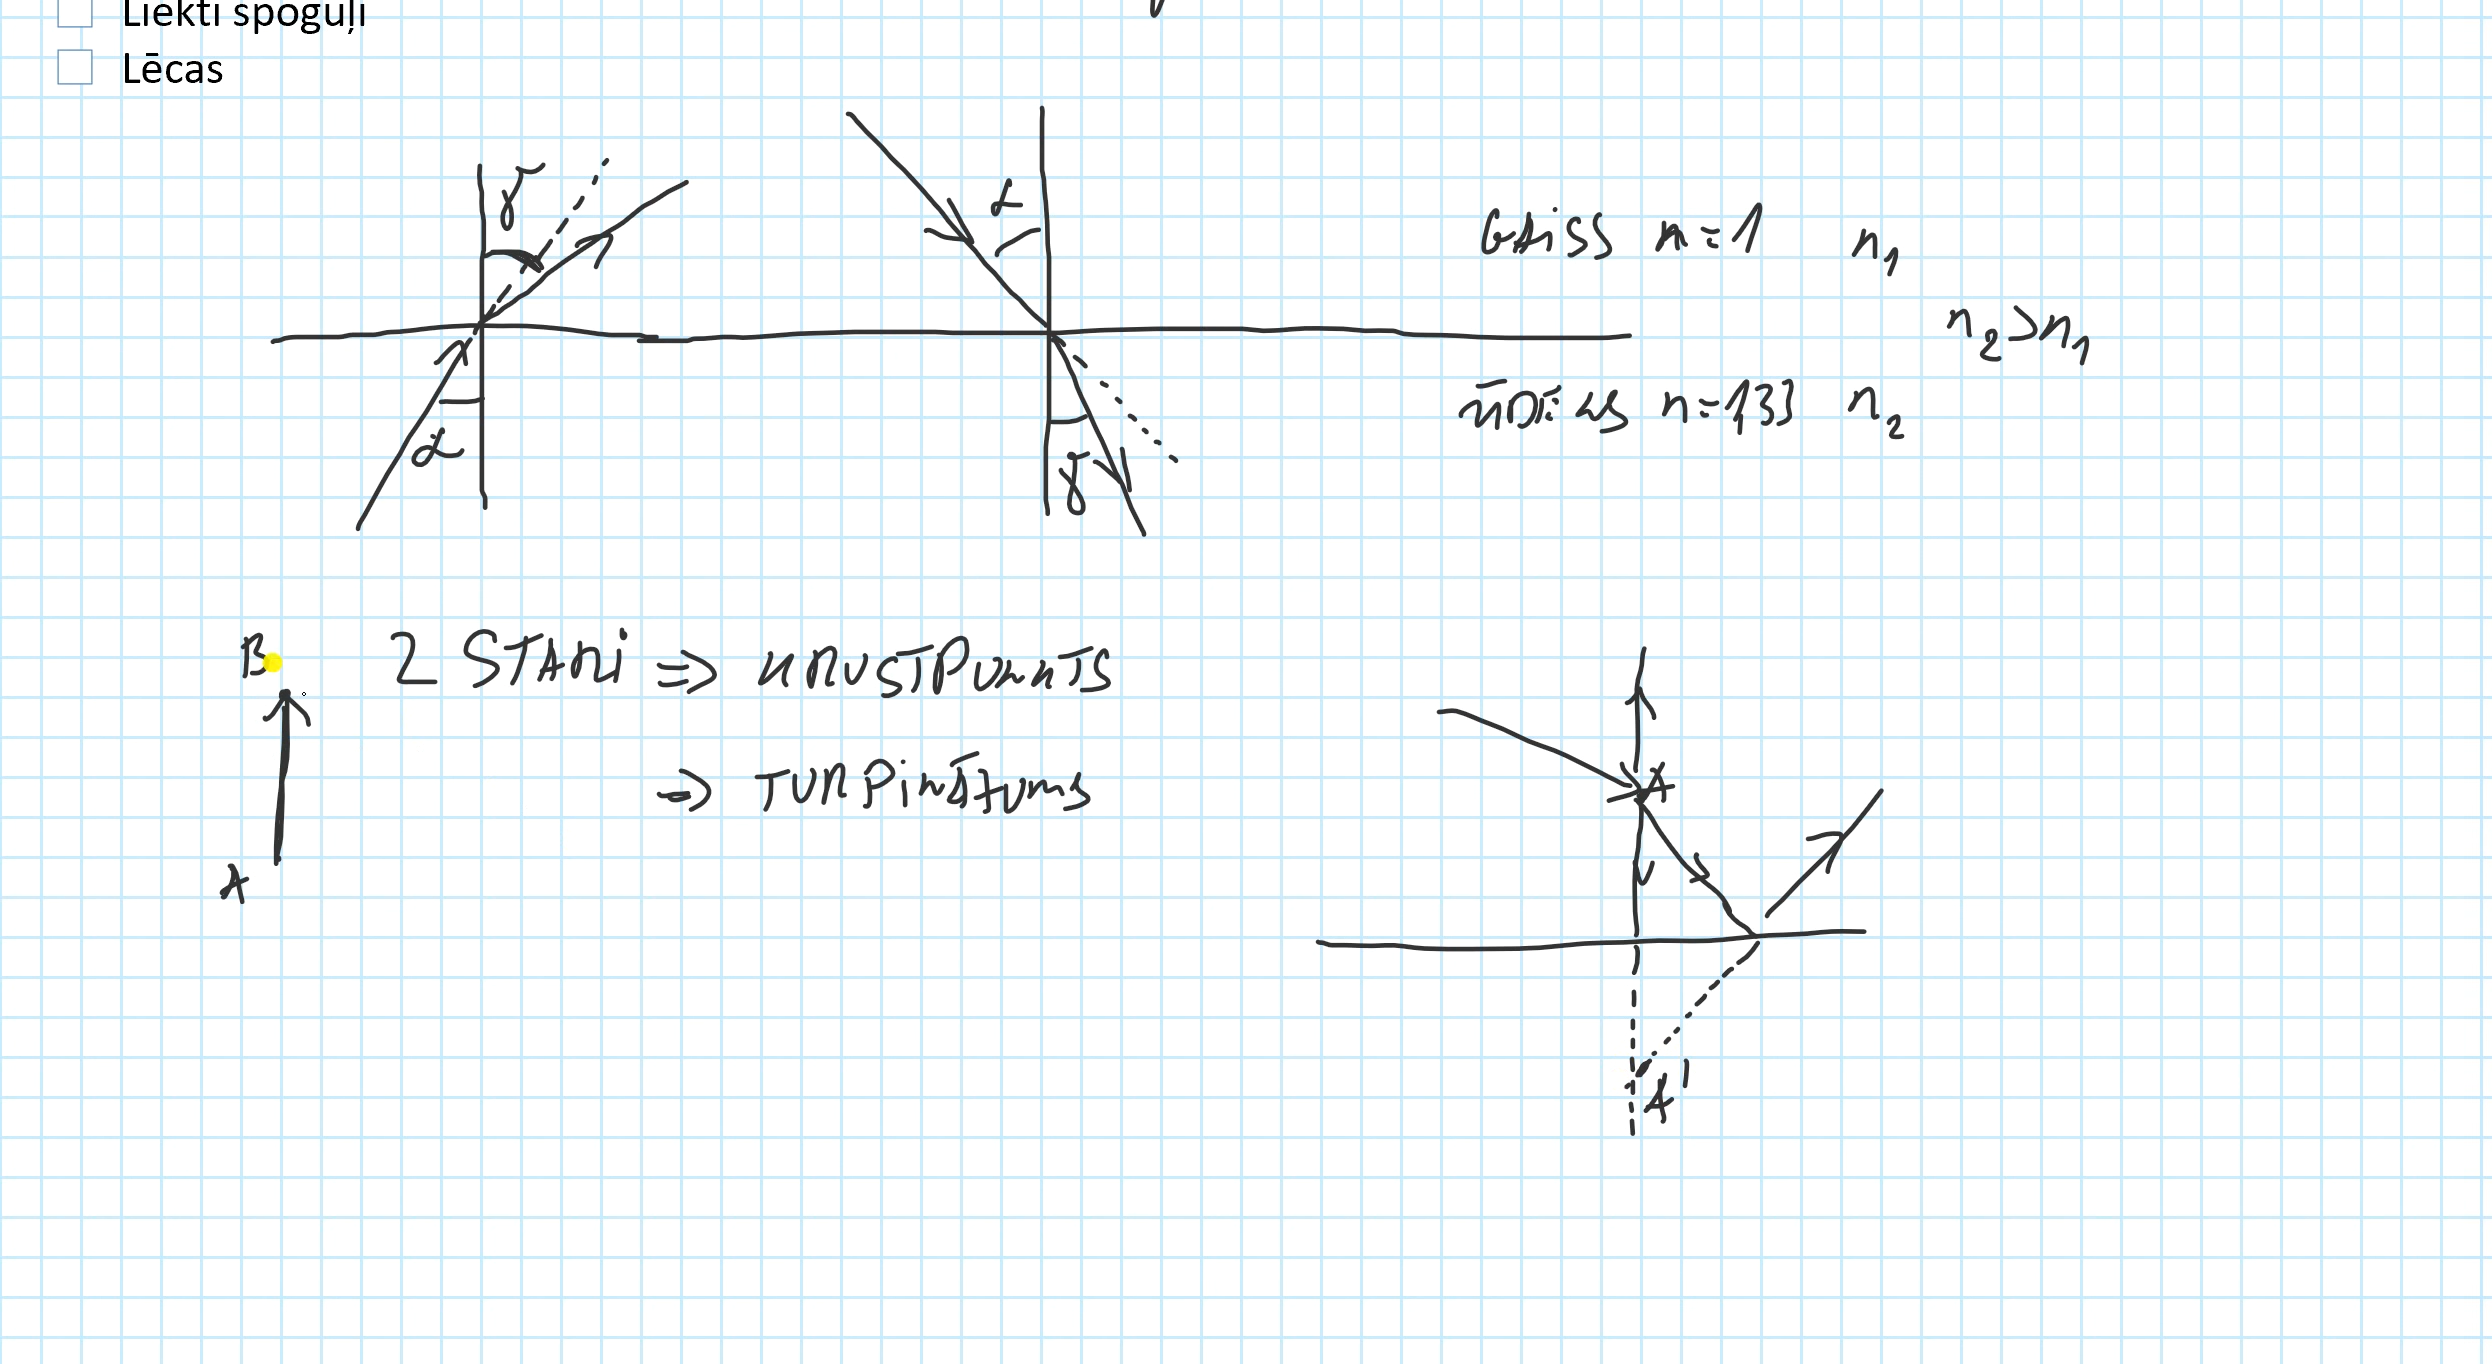 Liekti spoguļi
Lēcas
γ
α
GAISS n=1 n1
n2>n1
ŪDENS n=1,33 n2
α
γ
B
2 STARI => KRUSTPUNKTS
=> TURPINĀJUMS
A
A
A'